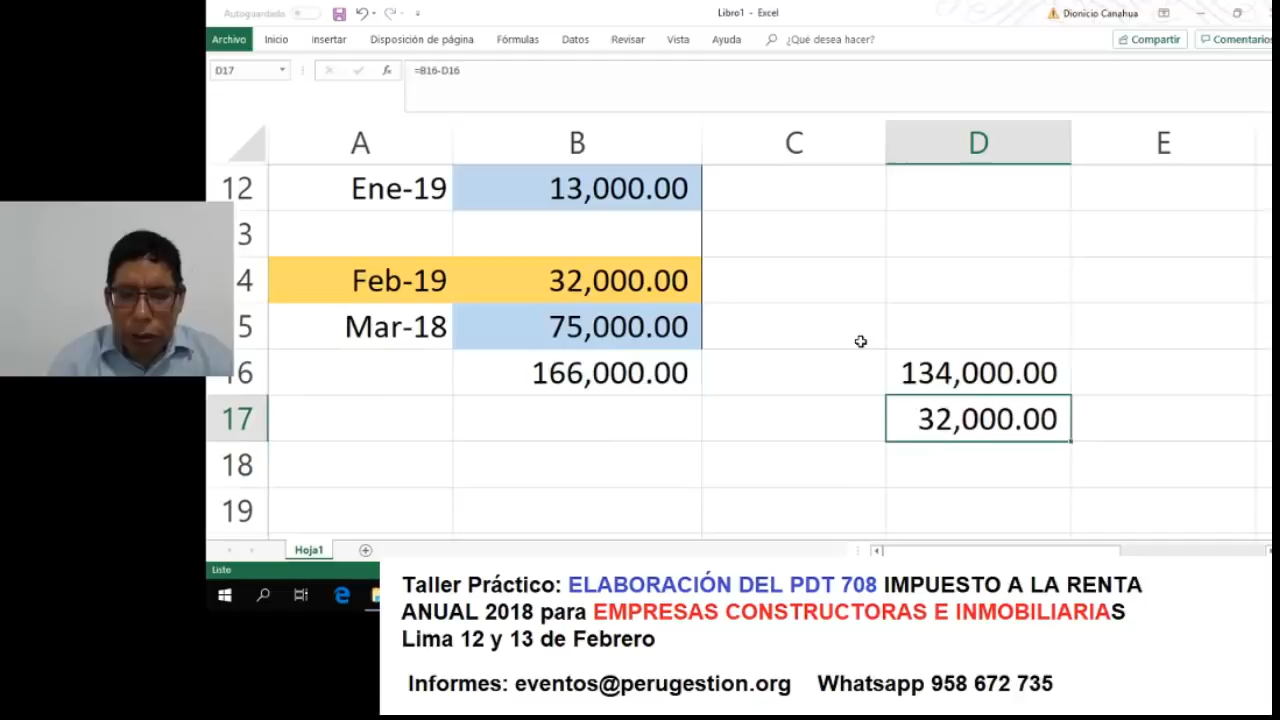 Autoguardado
Libro1 - Excel
Dionicio Canahua
Archivo Inicio Insertar Disposición de página Fórmulas Datos Revisar Vista Ayuda ¿Qué desea hacer? Compartir Comentarios
D17 fx =B16-D16
A B C D E
12 Ene-19 13,000.00
3
4 Feb-19 32,000.00
5 Mar-18 75,000.00
16 166,000.00 134,000.00
17 32,000.00
18
19
Hoja1
Listo
Taller Práctico: ELABORACIÓN DEL PDT 708 IMPUESTO A LA RENTA
ANUAL 2018 para EMPRESAS CONSTRUCTORAS E INMOBILIARIAS
Lima 12 y 13 de Febrero
Informes: eventos@perugestion.org Whatsapp 958 672 735